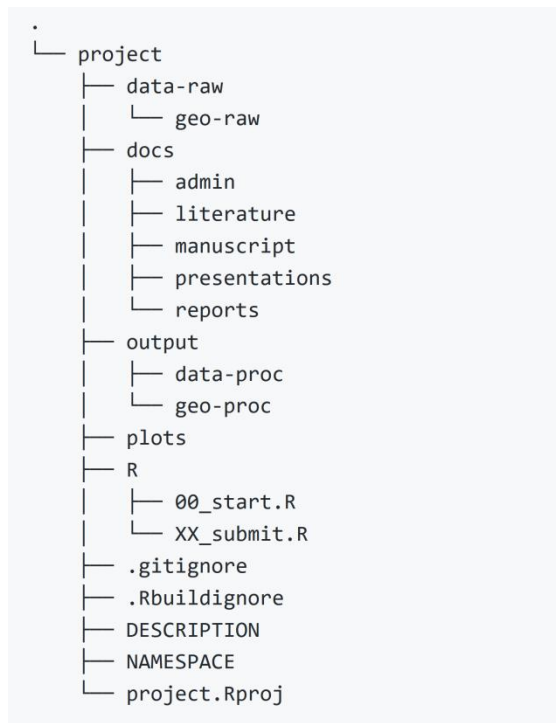 .
└── project
    ├── data-raw
    │   └── geo-raw
    ├── docs
    │   ├── admin
    │   ├── literature
    │   ├── manuscript
    │   ├── presentations
    │   └── reports
    ├── output
    │   ├── data-proc
    │   └── geo-proc
    ├── plots
    ├── R
    │   ├── 00_start.R
    │   └── XX_submit.R
    ├── .gitignore
    ├── .Rbuildignore
    ├── DESCRIPTION
    ├── NAMESPACE
    └── project.Rproj